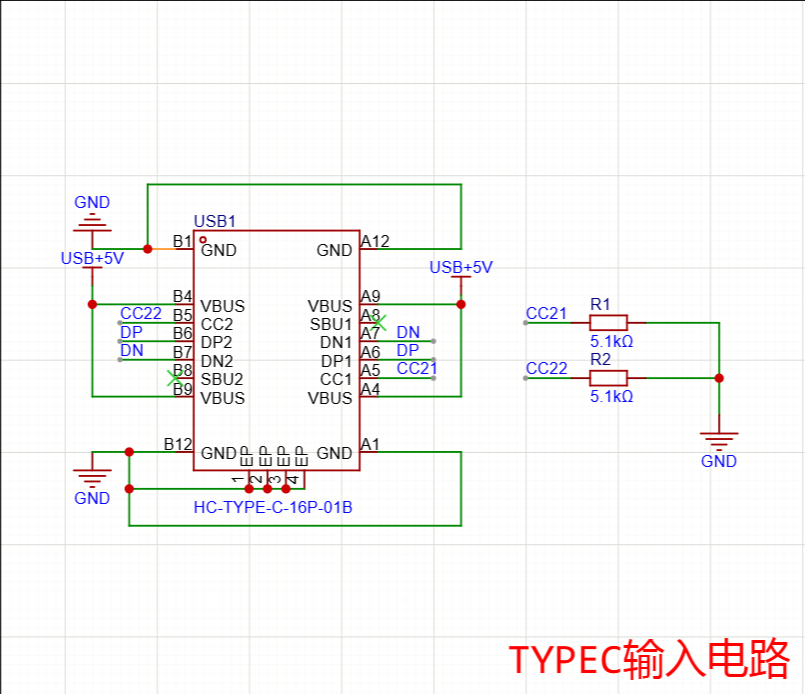 GND
USB1
B1
GND
GND
A12
USB+5V
USB+5V
B4
VBUS
VBUS
A9
CC22
B5
CC2
SBU1
A8
DP
B6
DP2
DN1
A7
DN
DN
B7
DN2
DP1
A6
DP
B8
SBU2
CC1
A5
CC21
B9
VBUS
VBUS
A4
B12
GND
EP
EP
EP
EP
GND
A1
1
2
3
4
GND
HC-TYPE-C-16P-01B
CC21
R1
5.1kΩ
CC22
R2
5.1kΩ
GND
TYPEC输入电路